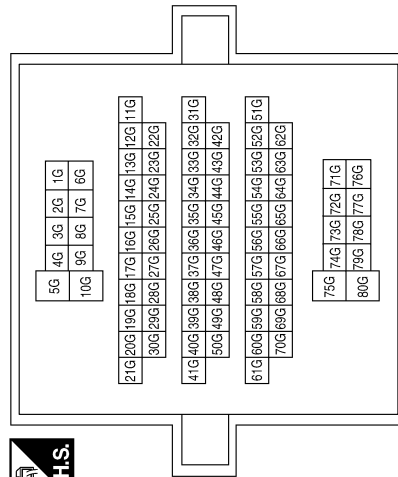 H.S.
5G 4G 3G 2G 1G
10G 9G 8G 7G 6G
21G 20G 19G 18G 17G 16G 15G 14G 13G 12G 11G
30G 29G 28G 27G 26G 25G 24G 23G 22G
41G 40G 39G 38G 37G 36G 35G 34G 33G 32G 31G
50G 49G 48G 47G 46G 45G 44G 43G 42G
61G 60G 59G 58G 57G 56G 55G 54G 53G 52G 51G
70G 69G 68G 67G 66G 65G 64G 63G 62G
75G 74G 73G 72G 71G
80G 79G 78G 77G 76G